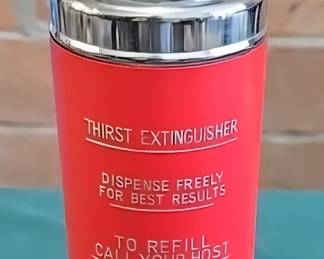 THIRST EXTINGUISHER
DISPENSE FREELY
FOR BEST RESULTS
TO REFILL
CALL YOUR HOST